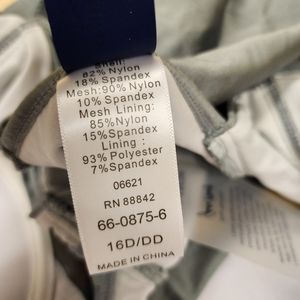 Shell:
82% Nylon
18% Spandex
Mesh:90% Nylon
10% Spandex
Mesh Lining:
85%Nylon
15%Spandex
Lining :
93% Polyester
7%Spandex
06621
RN 88842
66-0875-6
16D/DD
MADE IN CHINA